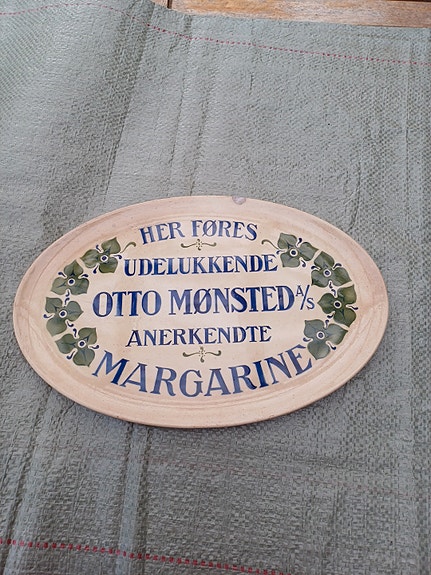 HER FØRES
UDELUKKENDE
OTTO MØNSTED A/S
ANERKENDTE
MARGARINE